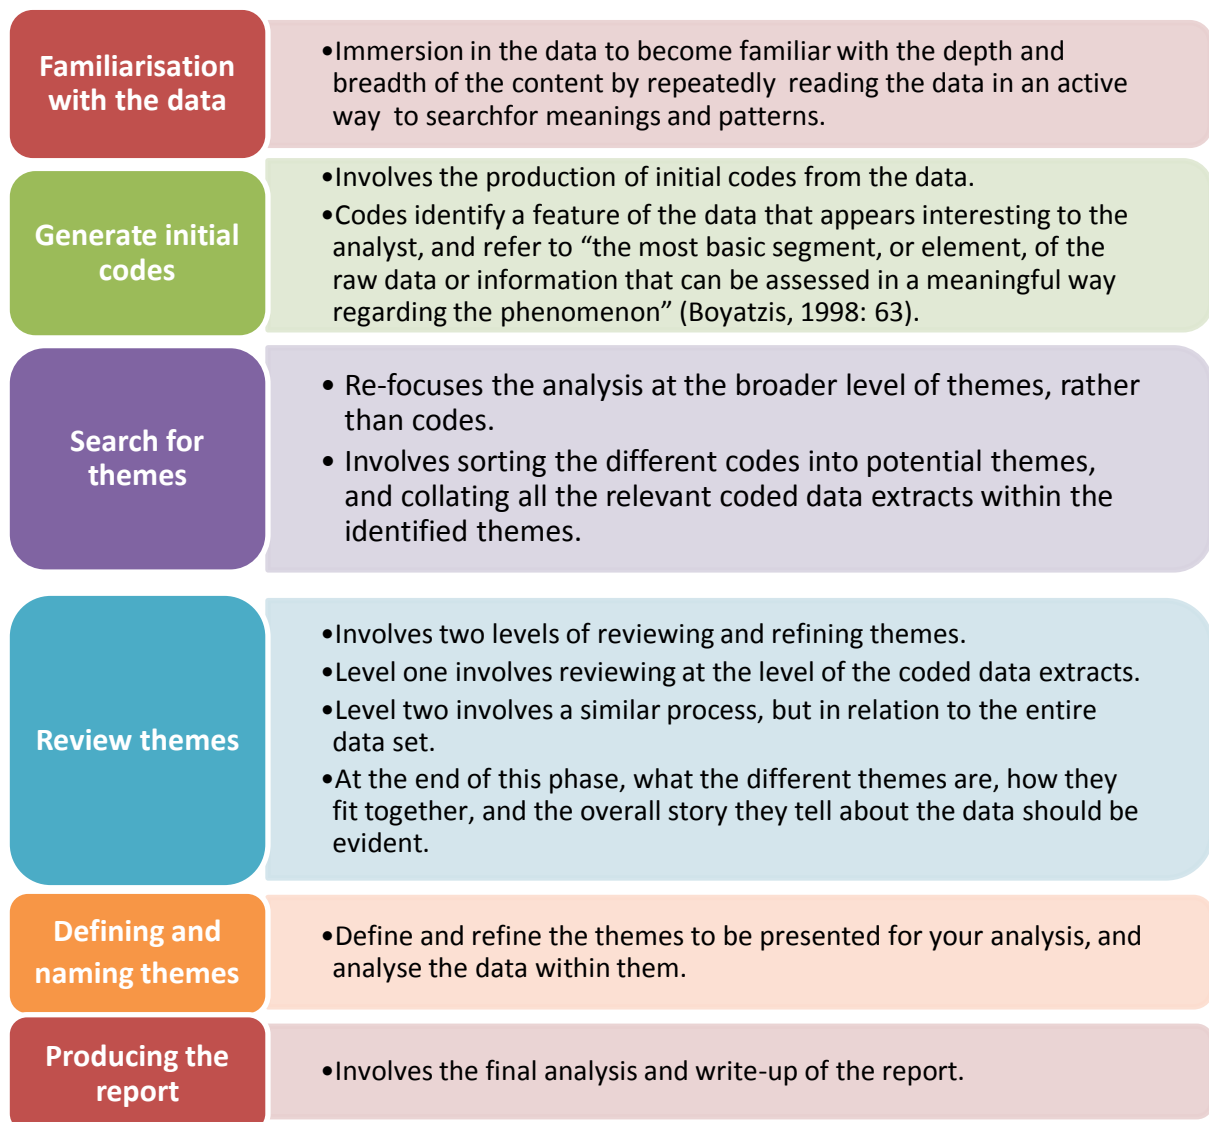 Familiarisation
with the data
•Immersion in the data to become familiar with the depth and
breadth of the content by repeatedly reading the data in an active
way to searchfor meanings and patterns.
Generate initial
codes
•Involves the production of initial codes from the data.
•Codes identify a feature of the data that appears interesting to the
analyst, and refer to “the most basic segment, or element, of the
raw data or information that can be assessed in a meaningful way
regarding the phenomenon” (Boyatzis, 1998: 63).
Search for
themes
• Re-focuses the analysis at the broader level of themes, rather
than codes.
• Involves sorting the different codes into potential themes,
and collating all the relevant coded data extracts within the
identified themes.
Review themes
•Involves two levels of reviewing and refining themes.
•Level one involves reviewing at the level of the coded data extracts.
•Level two involves a similar process, but in relation to the entire
data set.
•At the end of this phase, what the different themes are, how they
fit together, and the overall story they tell about the data should be
evident.
Defining and
naming themes
•Define and refine the themes to be presented for your analysis, and
analyse the data within them.
Producing the
report
•Involves the final analysis and write-up of the report.